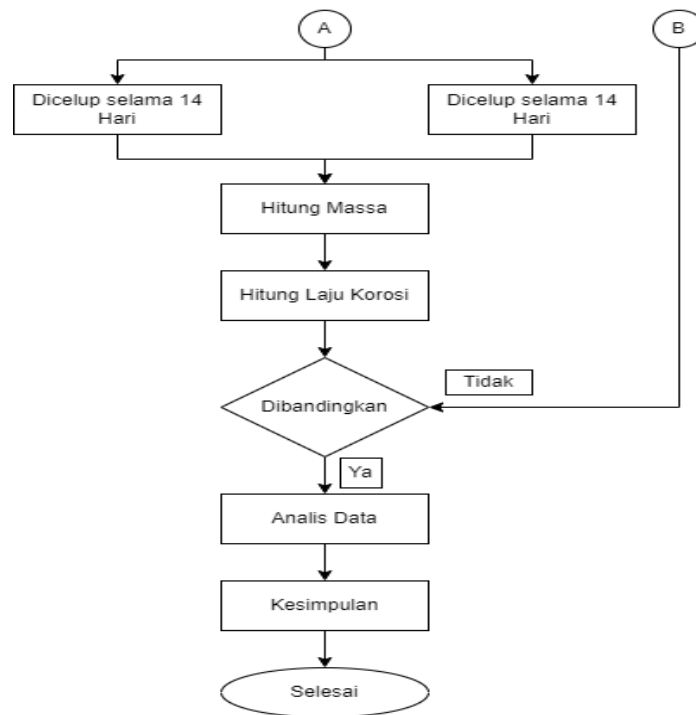 A
B
Dicelup selama 14
Hari
Dicelup selama 14
Hari
Hitung Massa
Hitung Laju Korosi
Tidak
Dibandingkan
Ya
Analis Data
Kesimpulan
Selesai